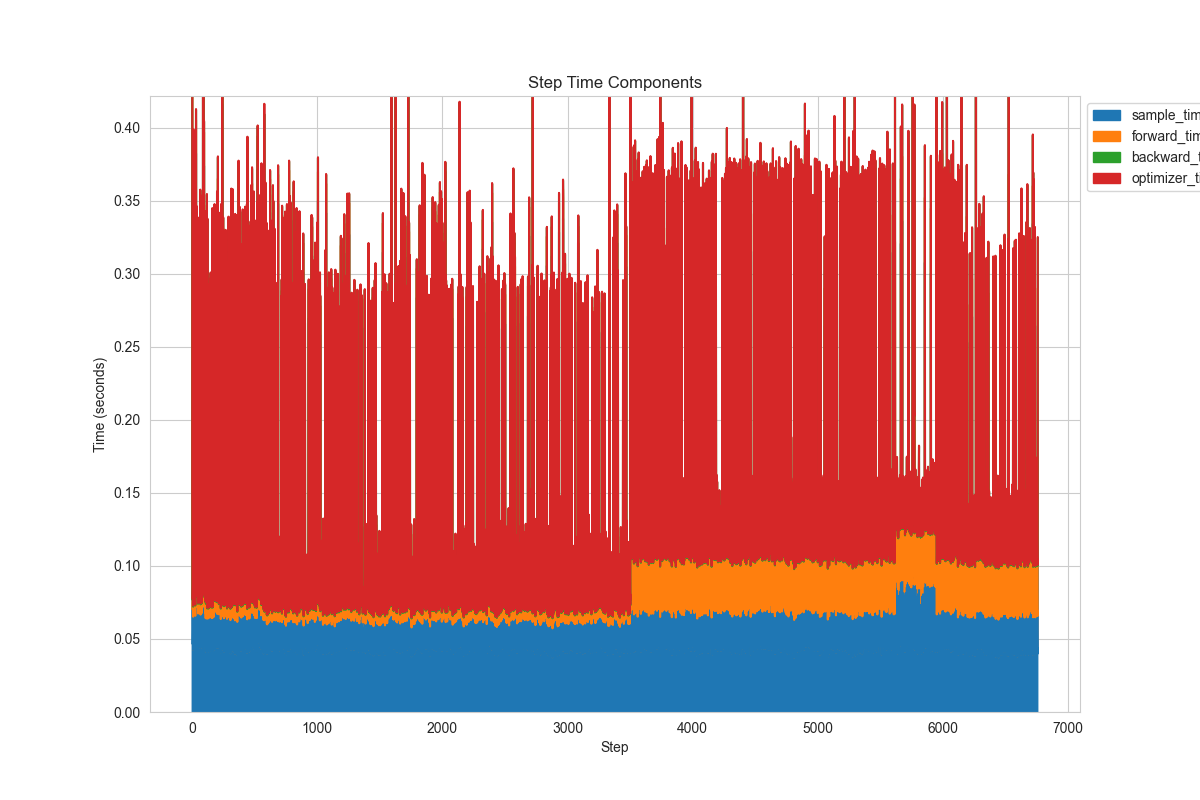 Step Time Components
sample_tim
forward_tim
backward_t
optimizer_ti
0.40
0.35
0.30
0.25
0.20
0.15
0.10
0.05
0.00
Time (seconds)
0 1000 2000 3000 4000 5000 6000 7000
Step